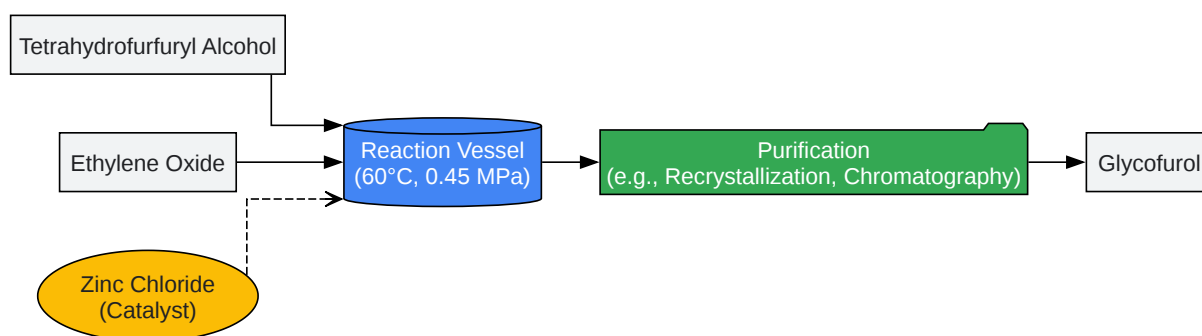 Tetrahydrofurfuryl Alcohol
Ethylene Oxide
Zinc Chloride
(Catalyst)
Reaction Vessel
(60°C, 0.45 MPa)
Purification
(e.g., Recrystallization, Chromatography)
Glycofurol